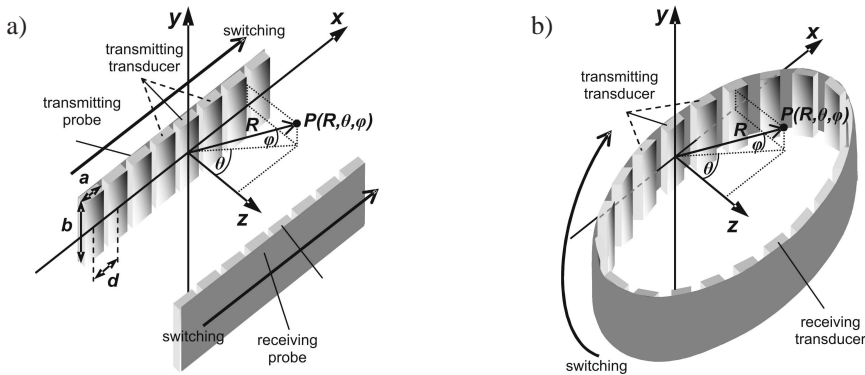 a)
y
switching
x
transmitting
transducer
transmitting
probe
P(R,θ,φ)
R
φ
θ
a
b
d
z
switching
receiving
probe
b)
y
x
transmitting
transducer
P(R,θ,φ)
R
φ
θ
z
switching
receiving
transducer